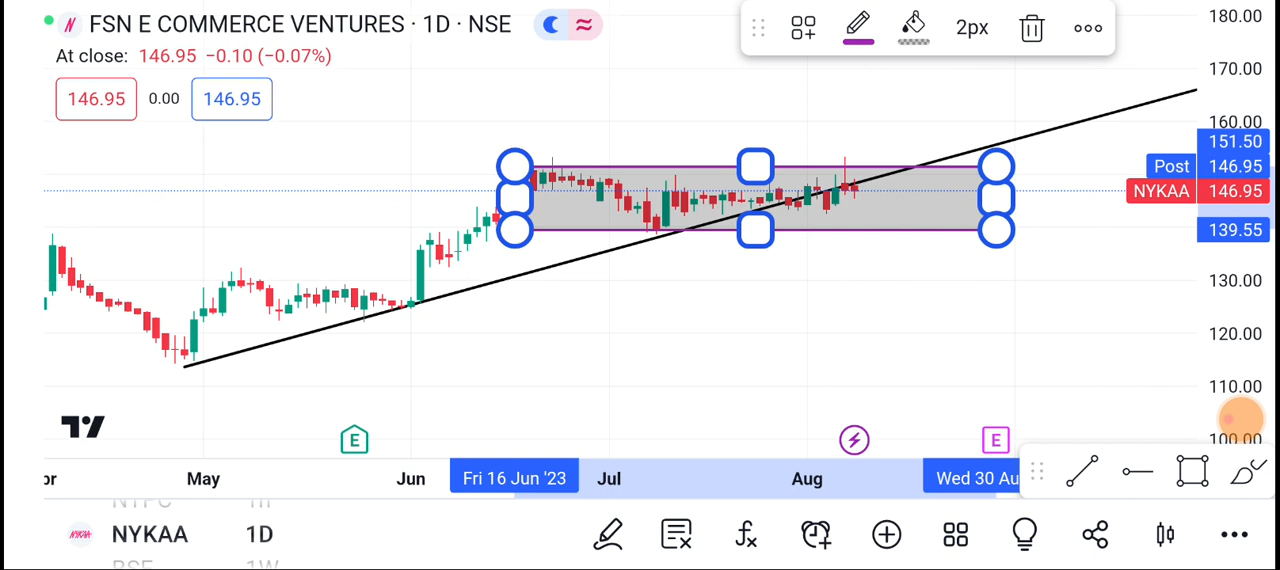 FSN E COMMERCE VENTURES · 1D · NSE
At close: 146.95 −0.10 (−0.07%)
146.95 0.00 146.95
2px
180.00
170.00
160.00
151.50
Post 146.95
NYKAA 146.95
139.55
130.00
120.00
110.00
100.00
E
E
May
Jun
Fri 16 Jun '23
Jul
Aug
Wed 30 Au
NYKAA 1D
BSE 1W